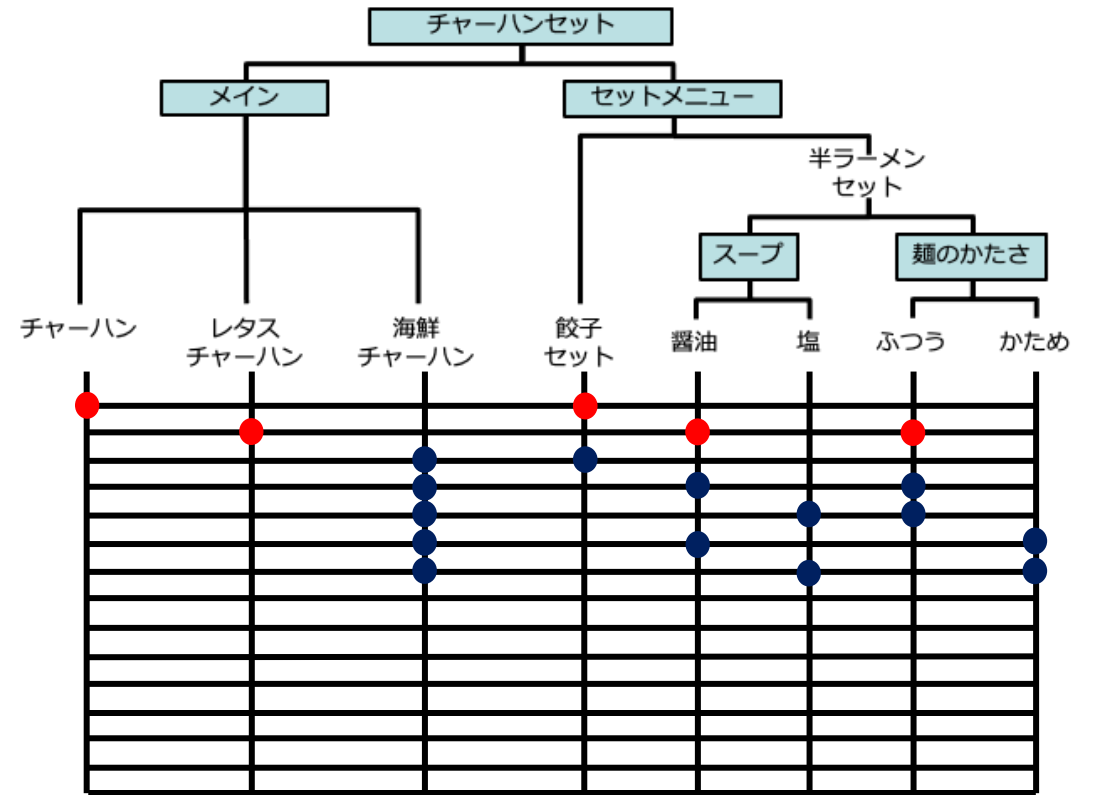 チャーハンセット
メイン
セットメニュー
半ラーメン
セット
スープ
麺のかたさ
チャーハン
レタス
チャーハン
海鮮
チャーハン
餃子
セット
醤油
塩
ふつう
かため